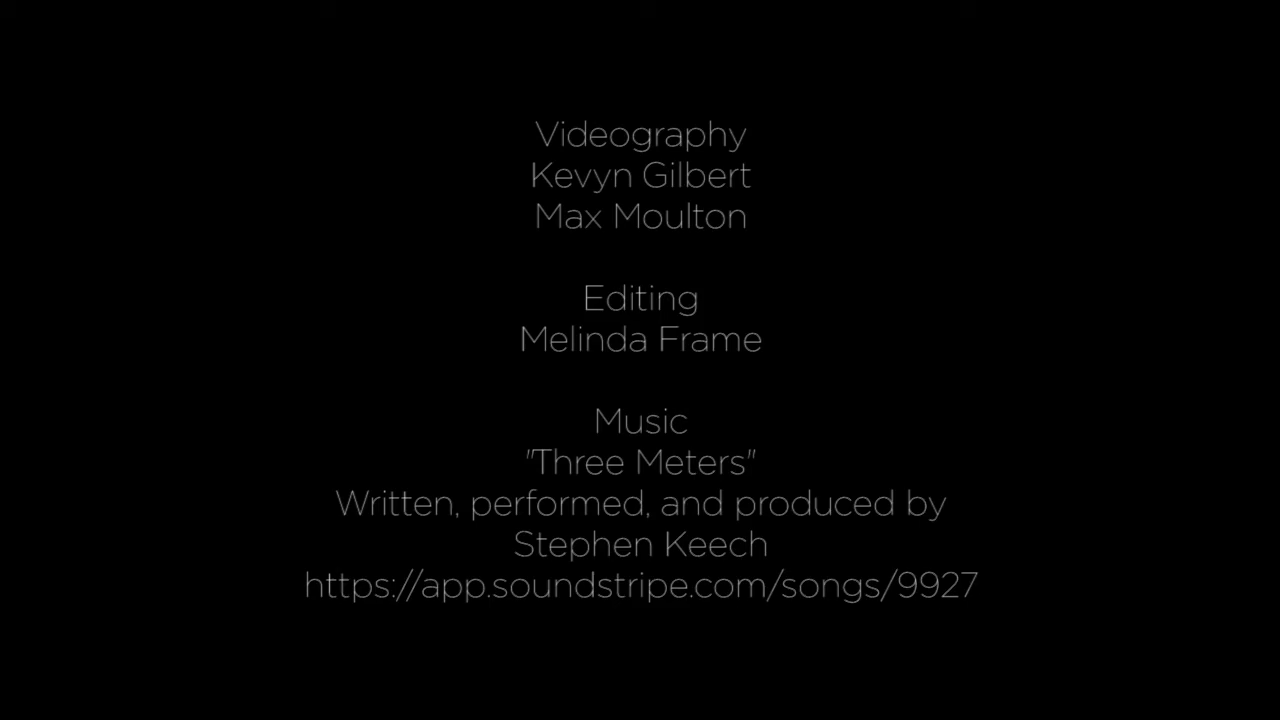 Videography
Kevyn Gilbert
Max Moulton
Editing
Melinda Frame
Music
"Three Meters"
Written, performed, and produced by
Stephen Keech
https://app.soundstripe.com/songs/9927